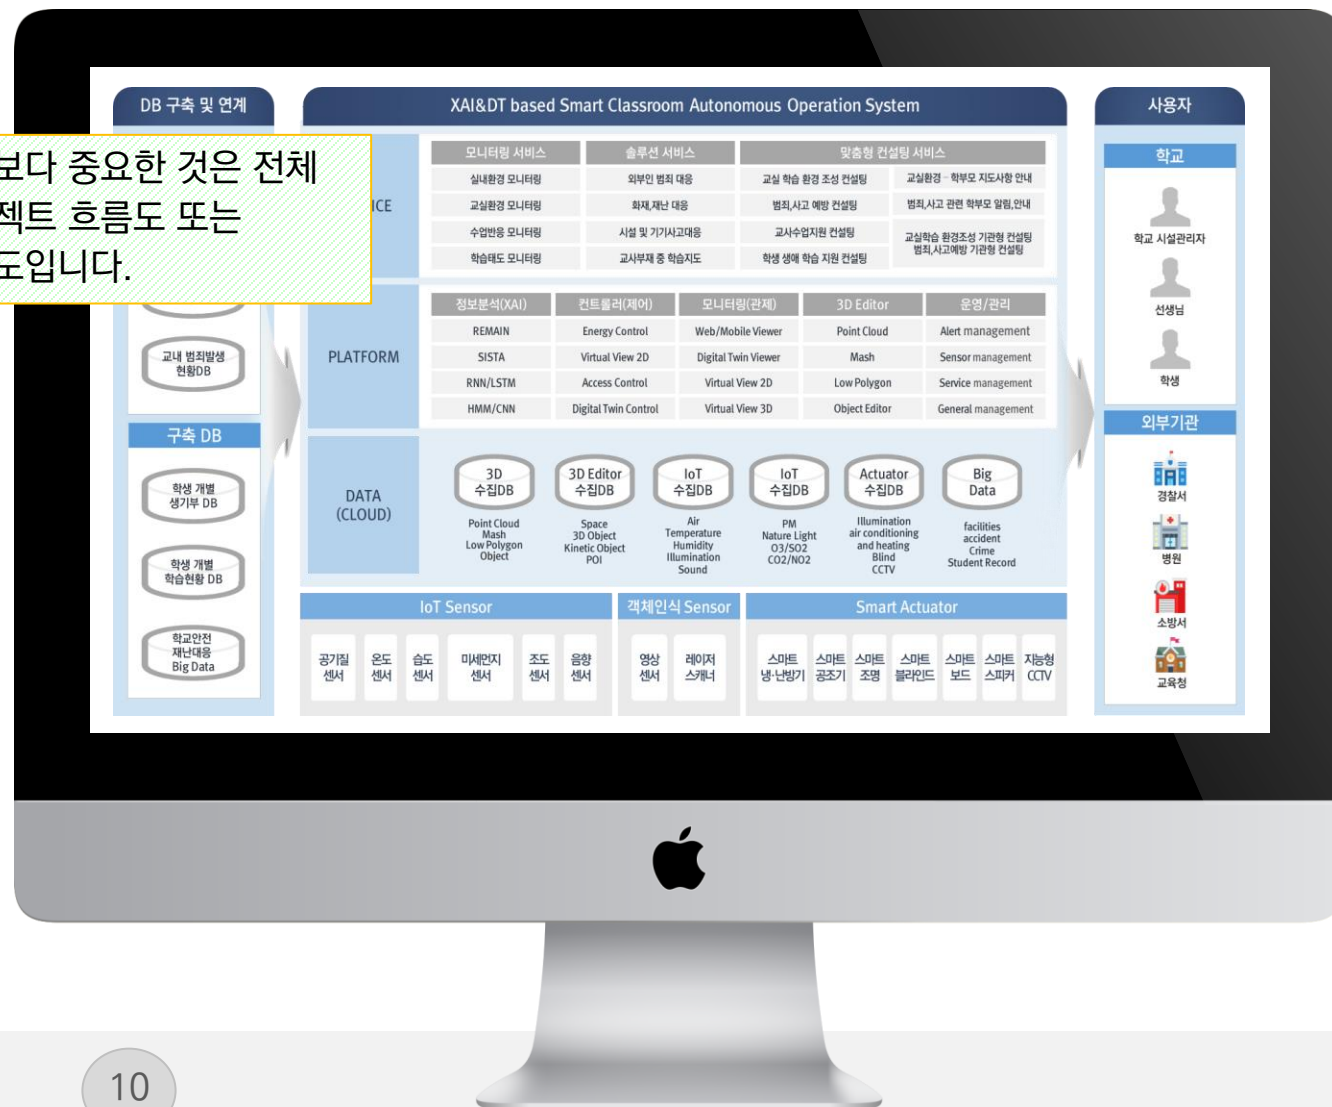 DB 구축 및 연계
XAI&DT based Smart Classroom Autonomous Operation System
사용자
보다 중요한 것은 전체
젝트 흐름도 또는
도입니다.
교내 범죄발생
현황DB
구축 DB
학생 개별
생기부 DB
학생 개별
학습현황 DB
학교안전
재난대응
Big Data
ICE
모니터링 서비스
솔루션 서비스
맞춤형 컨설팅 서비스
실내환경 모니터링
외부인 범죄 대응
교실 학습 환경 조성 컨설팅
교실환경 – 학부모 지도사항 안내
교실환경 모니터링
화재,재난 대응
범죄,사고 예방 컨설팅
범죄,사고 관련 학부모 알림,안내
수업반응 모니터링
시설 및 기기사고대응
교사수업지원 컨설팅
교실학습 환경조성 기관형 컨설팅
범죄,사고예방 기관형 컨설팅
학습태도 모니터링
교사부재 중 학습지도
학생 생애 학습 지원 컨설팅
PLATFORM
정보분석(XAI)
컨트롤러(제어)
모니터링(관제)
3D Editor
운영/관리
REMAIN
Energy Control
Web/Mobile Viewer
Point Cloud
Alert management
SISTA
Virtual View 2D
Digital Twin Viewer
Mash
Sensor management
RNN/LSTM
Access Control
Virtual View 2D
Low Polygon
Service management
HMM/CNN
Digital Twin Control
Virtual View 3D
Object Editor
General management
DATA
(CLOUD)
3D
수집DB
Point Cloud
Mash
Low Polygon
Object
3D Editor
수집DB
Space
3D Object
Kinetic Object
POI
IoT
수집DB
Air
Temperature
Humidity
Illumination
Sound
IoT
수집DB
PM
Nature Light
O3/SO2
CO2/NO2
Actuator
수집DB
Illumination
air conditioning
and heating
Blind
CCTV
Big
Data
facilities
accident
Crime
Student Record
IoT Sensor
객체인식 Sensor
Smart Actuator
공기질
센서
온도
센서
습도
센서
미세먼지
센서
조도
센서
음향
센서
영상
센서
레이저
스캐너
스마트
냉·난방기
스마트
공조기
스마트
조명
스마트
블라인드
스마트
보드
스마트
스피커
지능형
CCTV
학교
학교 시설관리자
선생님
학생
외부기관
경찰서
병원
소방서
교육청
10